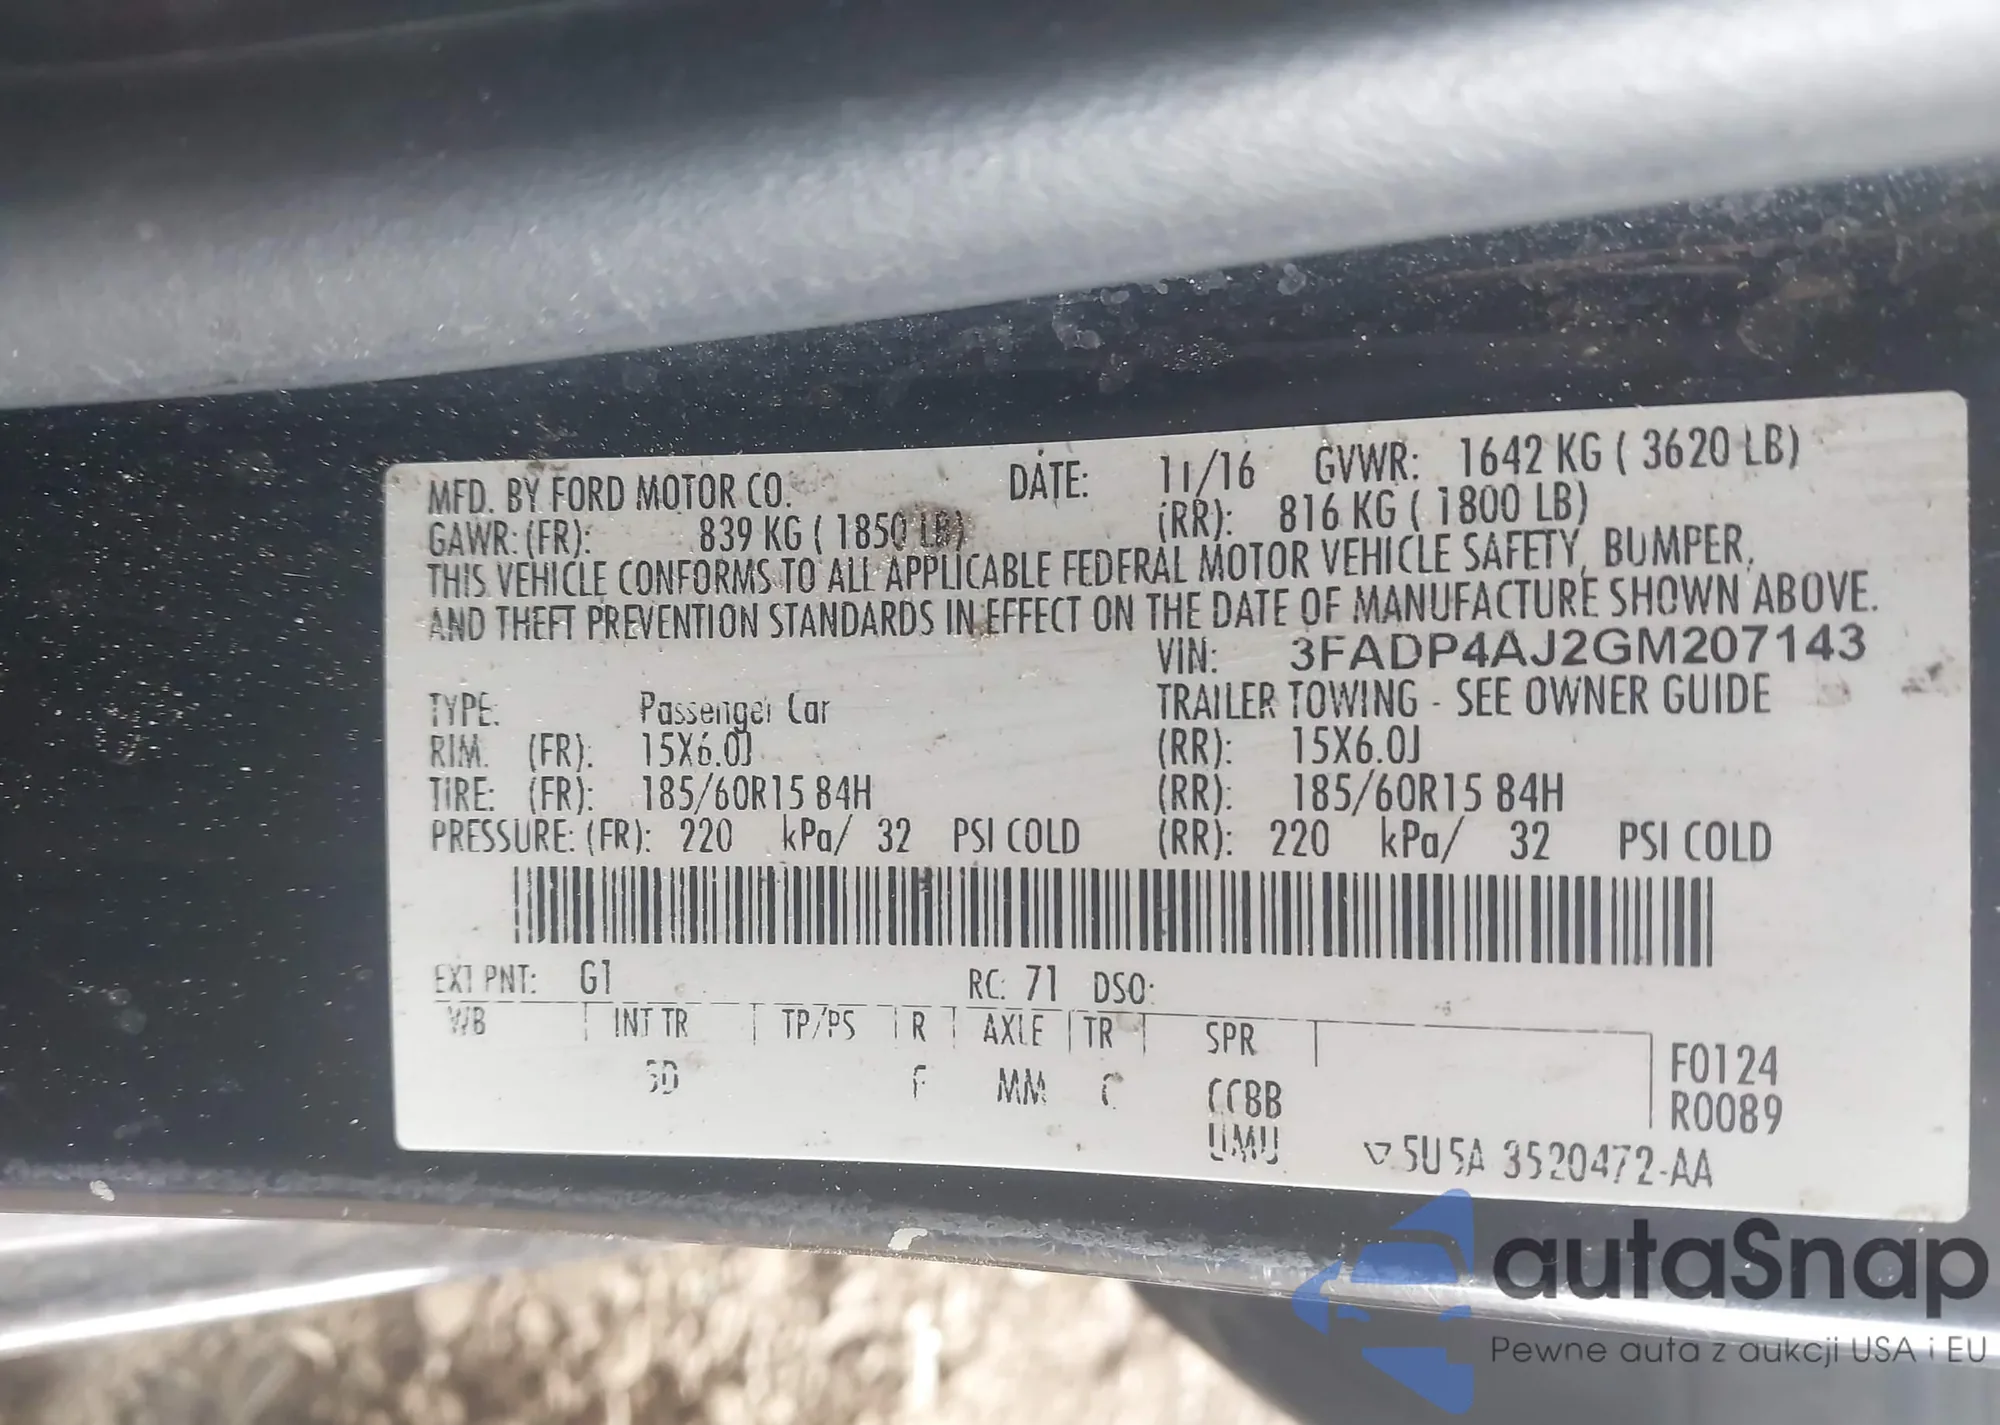 MFD. BY FORD MOTOR CO. DATE: 11/16 GVWR: 1642 KG ( 3620 LB)
GAWR: (FR): 839 KG ( 1850 LB) (RR): 816 KG ( 1800 LB)
THIS VEHICLE CONFORMS TO ALL APPLICABLE FEDERAL MOTOR VEHICLE SAFETY, BUMPER,
AND THEFT PREVENTION STANDARDS IN EFFECT ON THE DATE OF MANUFACTURE SHOWN ABOVE.
VIN: 3FADP4AJ2GM207143
TYPE: Passenger Car TRAILER TOWING - SEE OWNER GUIDE
RIM: (FR): 15X6.0J (RR): 15X6.0J
TIRE: (FR): 185/60R15 84H (RR): 185/60R15 84H
PRESSURE: (FR): 220 kPa/ 32 PSI COLD (RR): 220 kPa/ 32 PSI COLD
EXT PNT: G1 RC: 71 DSO:
WB INT TR TP/PS R AXLE TR SPR
F0124
F MM CCBB
R0089
5U5A 3520472-AA
autaSnap
Pewne auta z aukcji USA i EU